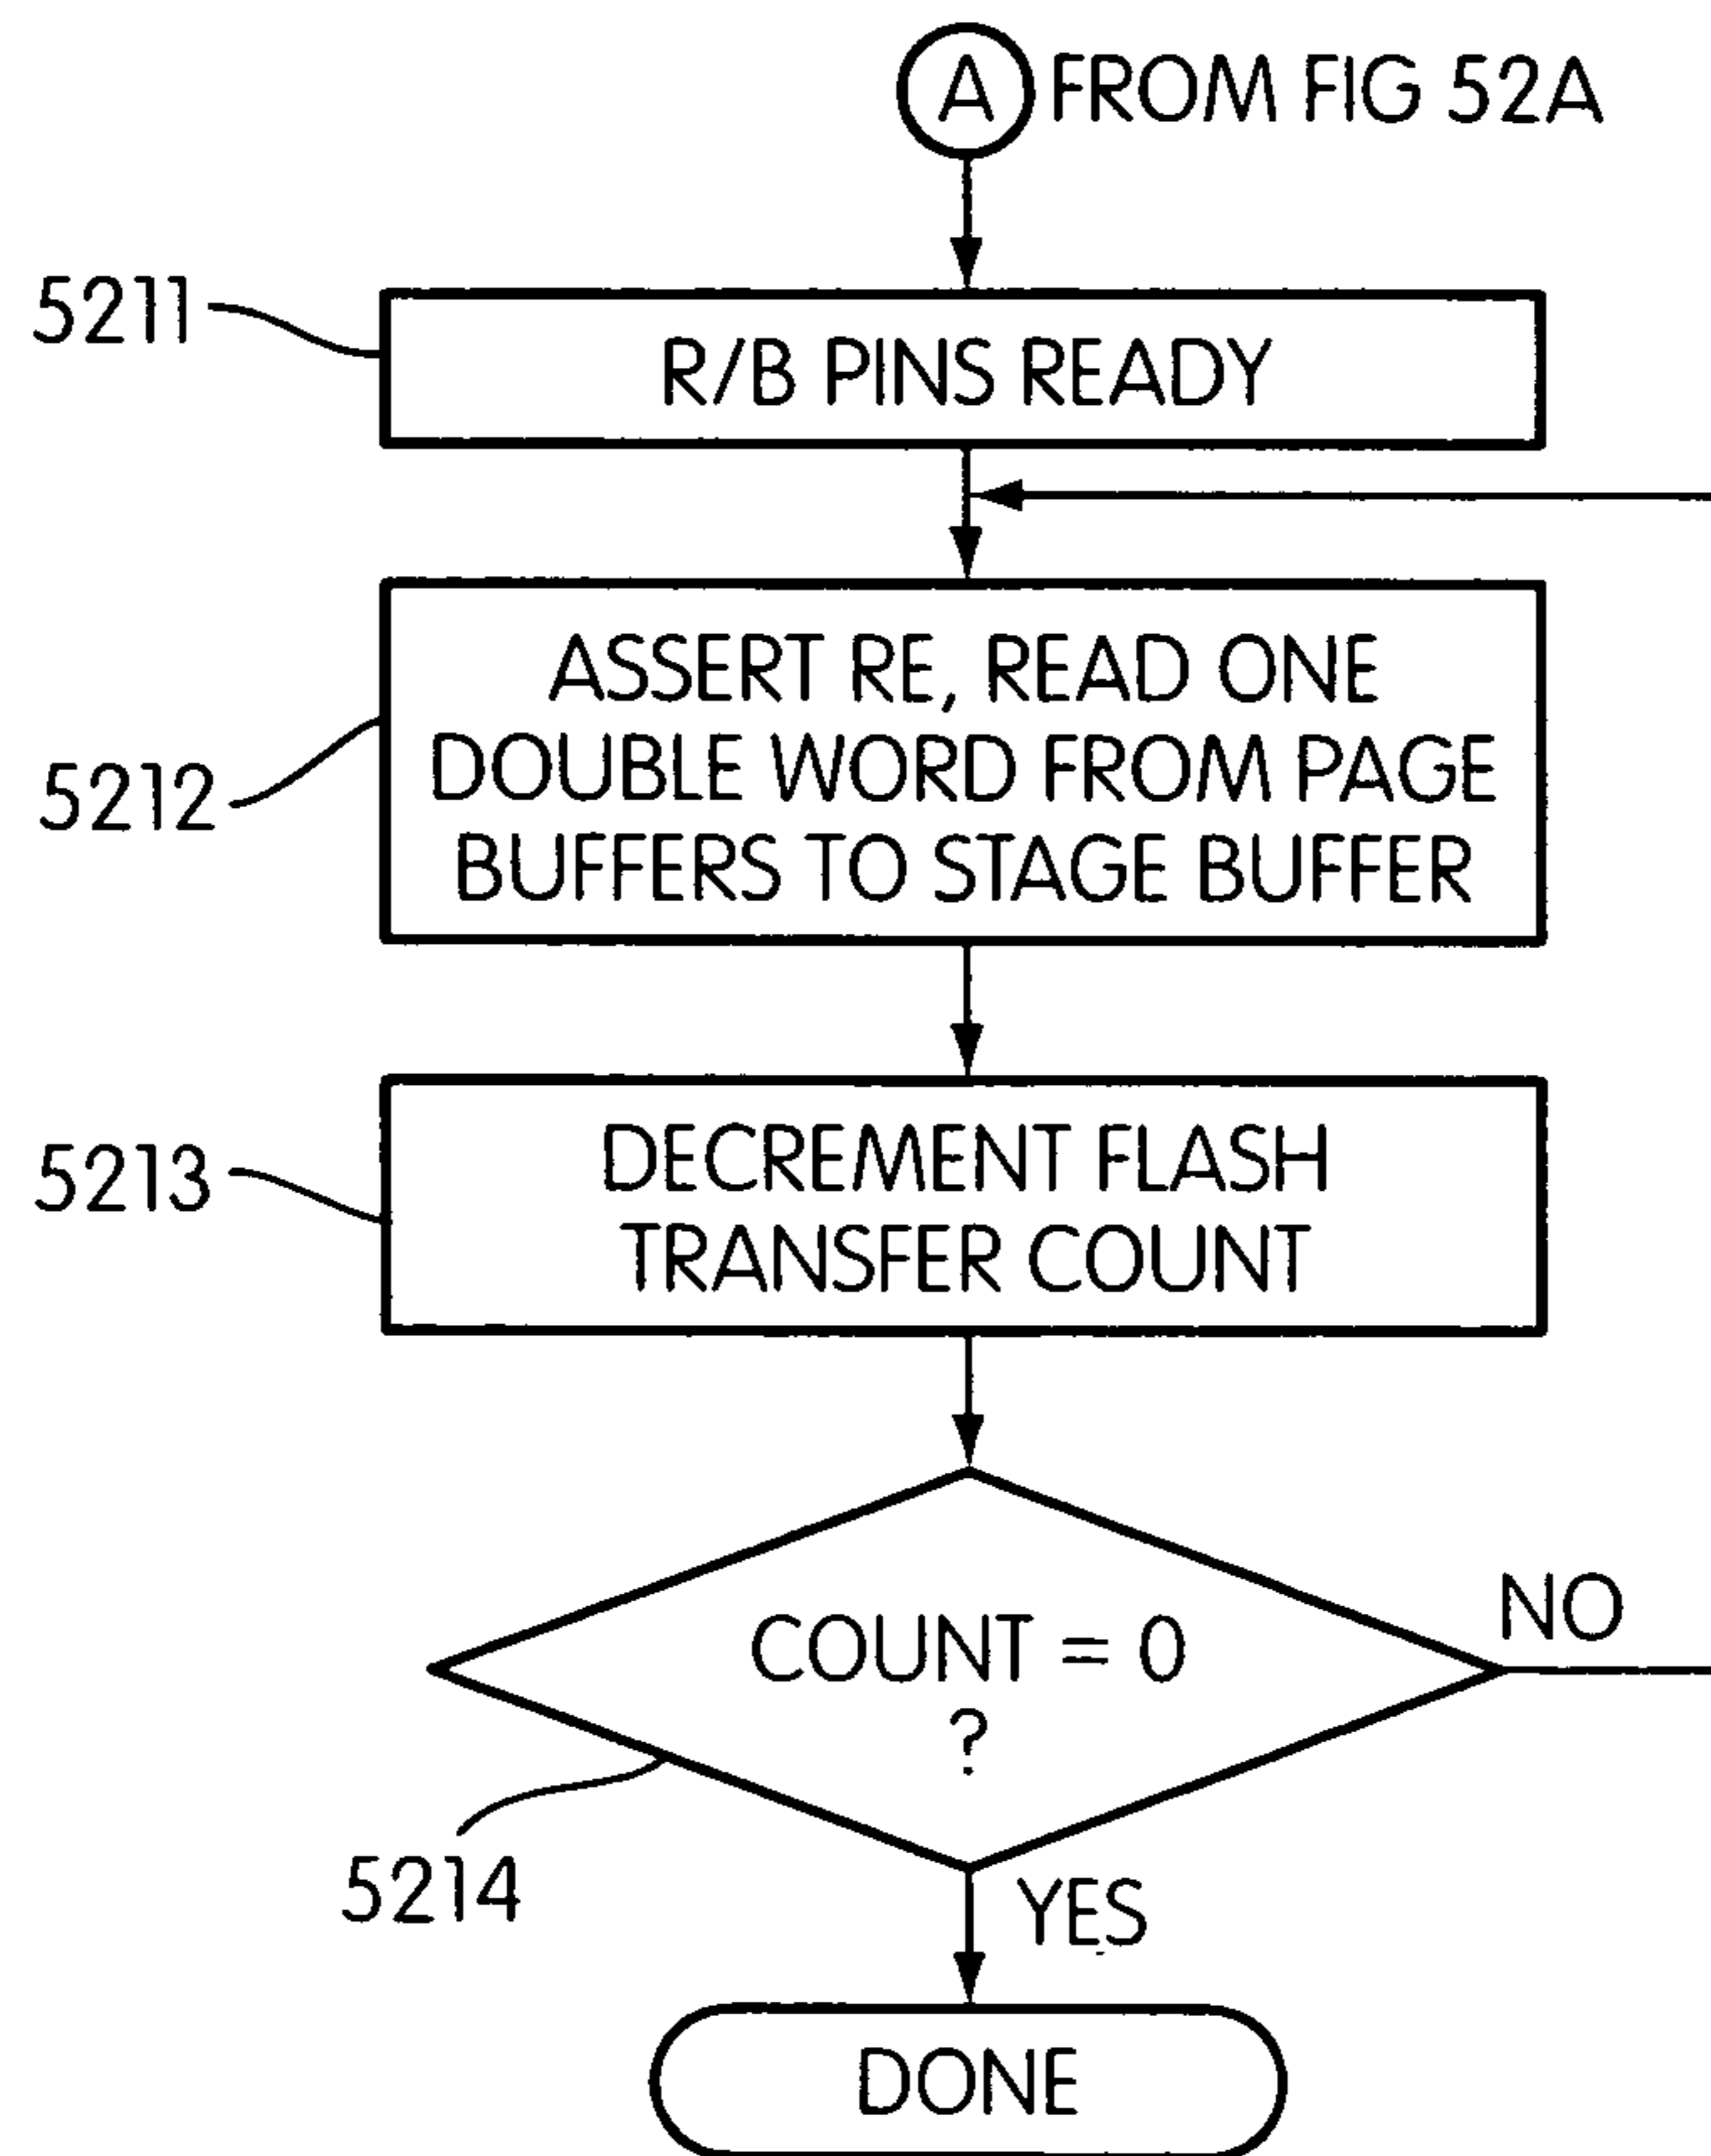 A FROM FIG 52A
5211
R/B PINS READY
5212
ASSERT RE, READ ONE
DOUBLE WORD FROM PAGE
BUFFERS TO STAGE BUFFER
5213
DECREMENT FLASH
TRANSFER COUNT
COUNT = 0
?
NO
5214
YES
DONE